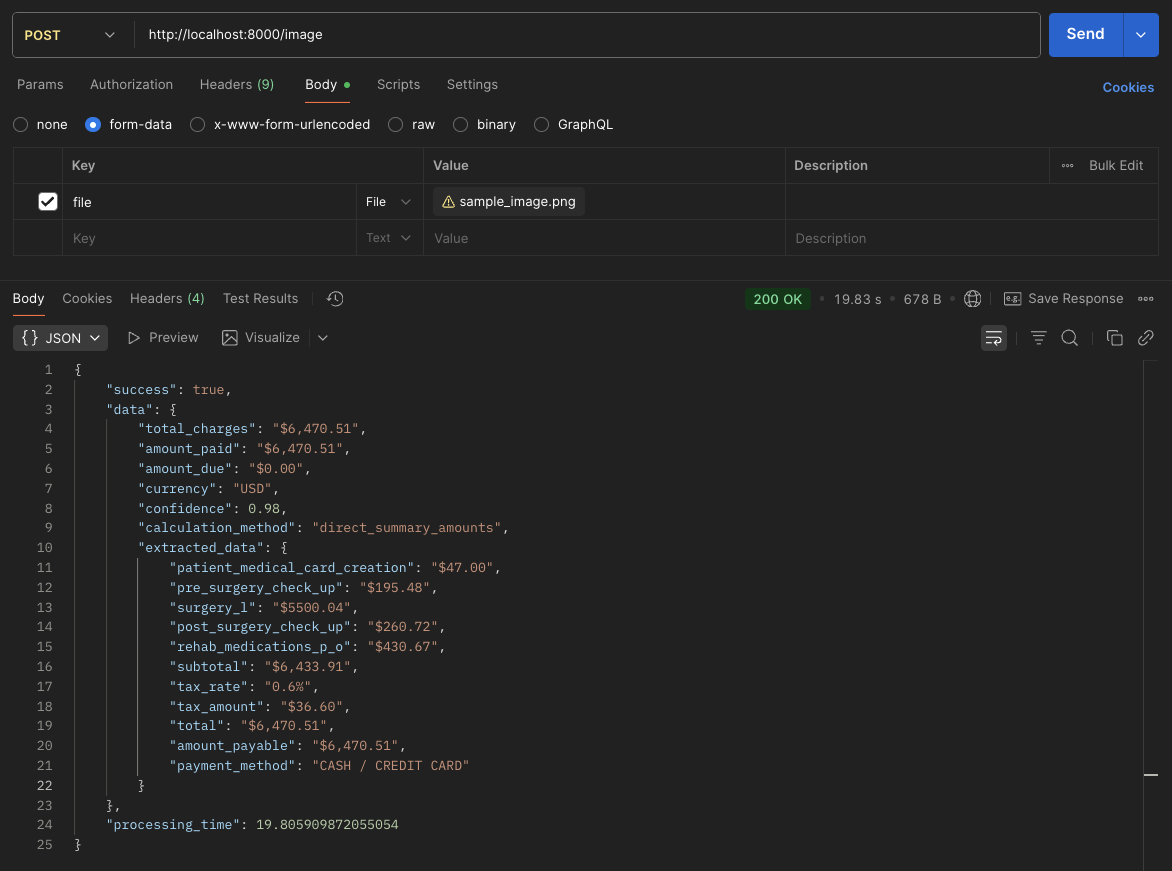 POST http://localhost:8000/image Send
Params Authorization Headers (9) Body Scripts Settings Cookies
none form-data x-www-form-urlencoded raw binary GraphQL
Key Value Description Bulk Edit
file File sample_image.png
Key Text Value Description
Body Cookies Headers (4) Test Results 200 OK 19.83 s 678 B e.g. Save Response
{} JSON Preview Visualize
1 {
2 "success": true,
3 "data": {
4 "total_charges": "$6,470.51",
5 "amount_paid": "$6,470.51",
6 "amount_due": "$0.00",
7 "currency": "USD",
8 "confidence": 0.98,
9 "calculation_method": "direct_summary_amounts",
10 "extracted_data": {
11 "patient_medical_card_creation": "$47.00",
12 "pre_surgery_check_up": "$195.48",
13 "surgery_l": "$5500.04",
14 "post_surgery_check_up": "$260.72",
15 "rehab_medications_p_o": "$430.67",
16 "subtotal": "$6,433.91",
17 "tax_rate": "0.6%",
18 "tax_amount": "$36.60",
19 "total": "$6,470.51",
20 "amount_payable": "$6,470.51",
21 "payment_method": "CASH / CREDIT CARD"
22 }
23 },
24 "processing_time": 19.805909872055054
25 }